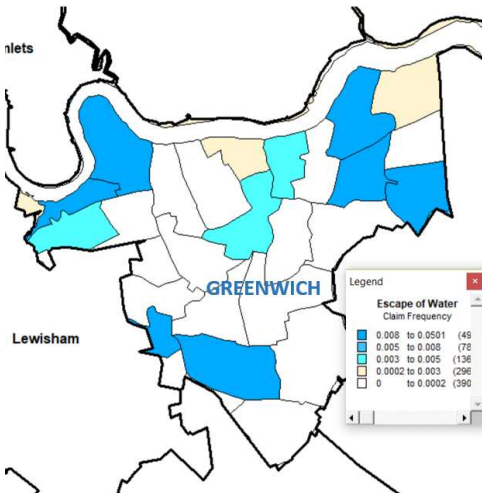 nlets
GREENWICH
Lewisham
Legend
Escape of Water
Claim Frequency
0.008 to 0.0501 (49
0.005 to 0.008 (78
0.003 to 0.005 (136
0.0002 to 0.003 (296
0 to 0.0002 (390